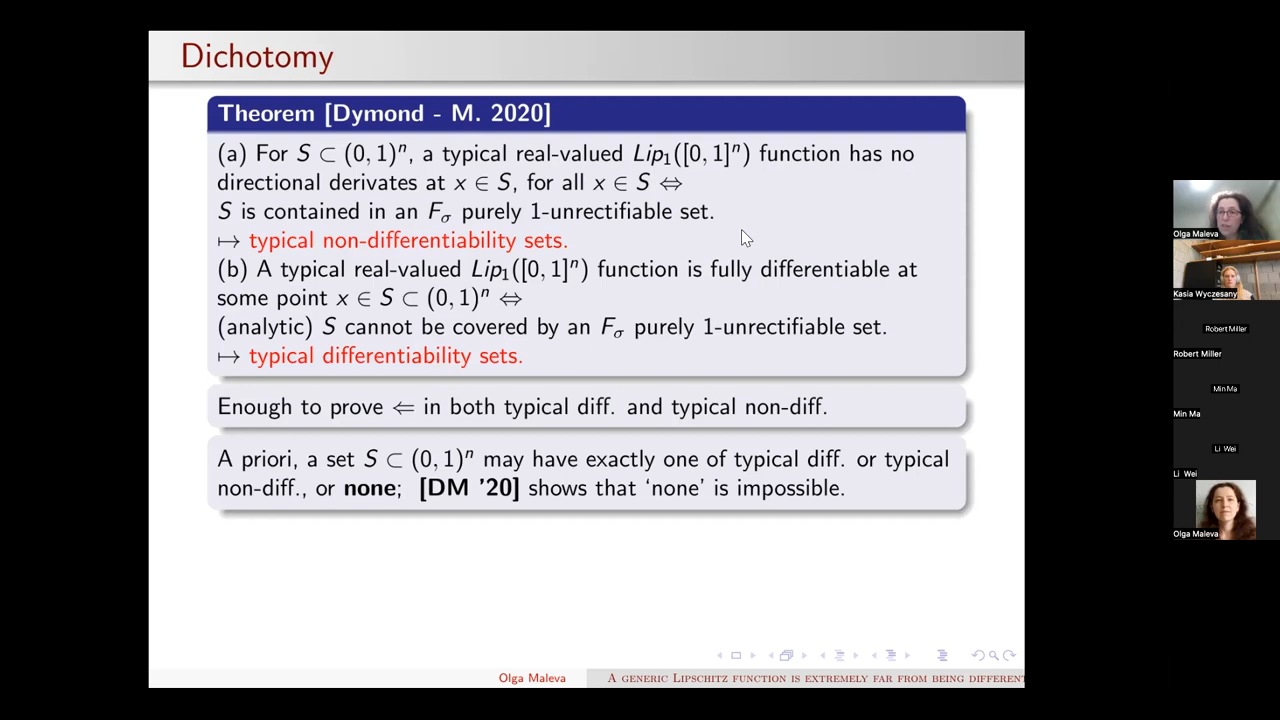 Dichotomy
Theorem [Dymond - M. 2020]
(a) For S ⊂ (0, 1)ⁿ, a typical real-valued Lip₁([0, 1]ⁿ) function has no
directional derivates at x ∈ S, for all x ∈ S ⇔
S is contained in an F_σ purely 1-unrectifiable set.
↦ typical non-differentiability sets.
(b) A typical real-valued Lip₁([0, 1]ⁿ) function is fully differentiable at
some point x ∈ S ⊂ (0, 1)ⁿ ⇔
(analytic) S cannot be covered by an F_σ purely 1-unrectifiable set.
↦ typical differentiability sets.
Enough to prove ⇐ in both typical diff. and typical non-diff.
A priori, a set S ⊂ (0, 1)ⁿ may have exactly one of typical diff. or typical
non-diff., or none; [DM '20] shows that ‘none’ is impossible.
Olga Maleva
A GENERIC LIPSCHITZ FUNCTION IS EXTREMELY FAR FROM BEING DIFFEREN
Olga Maleva
Kasia Wyczesany
Robert Miller
Robert Miller
Min Ma
Min Ma
Li Wei
Li Wei
Olga Maleva